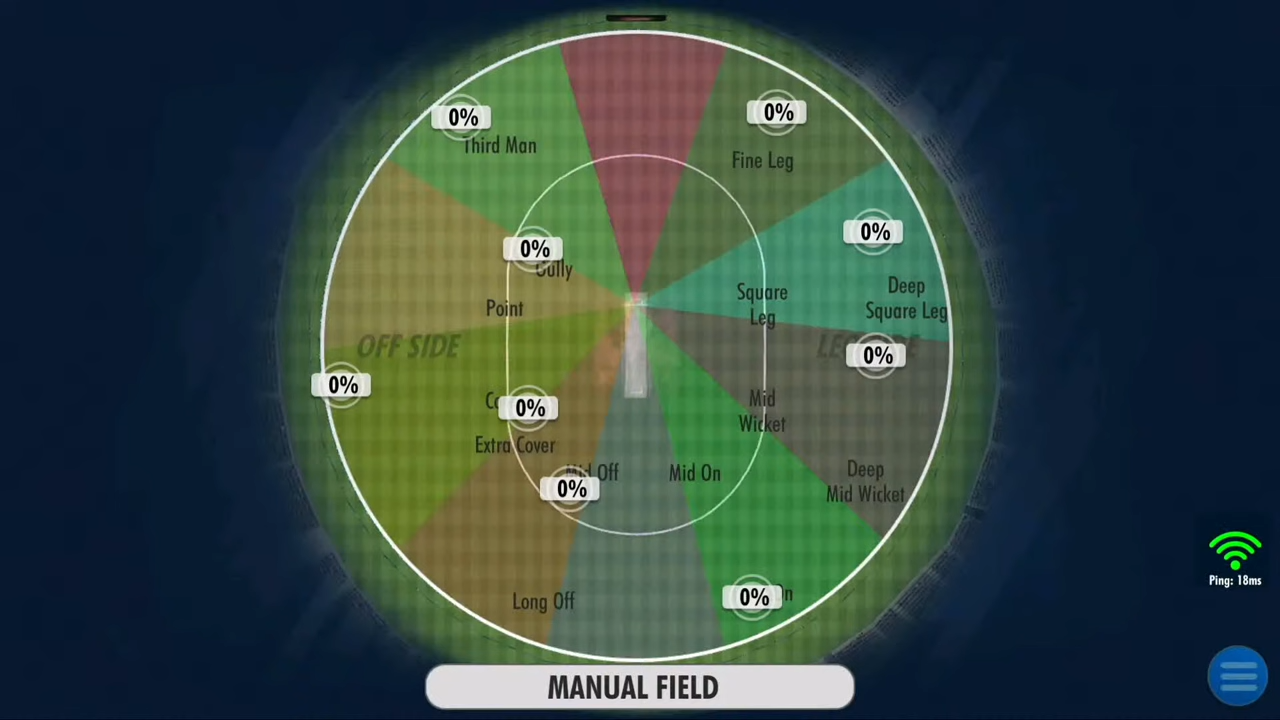 0%
0%
Third Man
Fine Leg
0%
0%
Gully
Deep
Square Leg
Square
Leg
Point
OFF SIDE
0%
0%
Mid
Wicket
0%
Extra Cover
Mid Off
Mid On
Deep
Mid Wicket
0%
Long Off
0%
MANUAL FIELD
Ping: 18ms